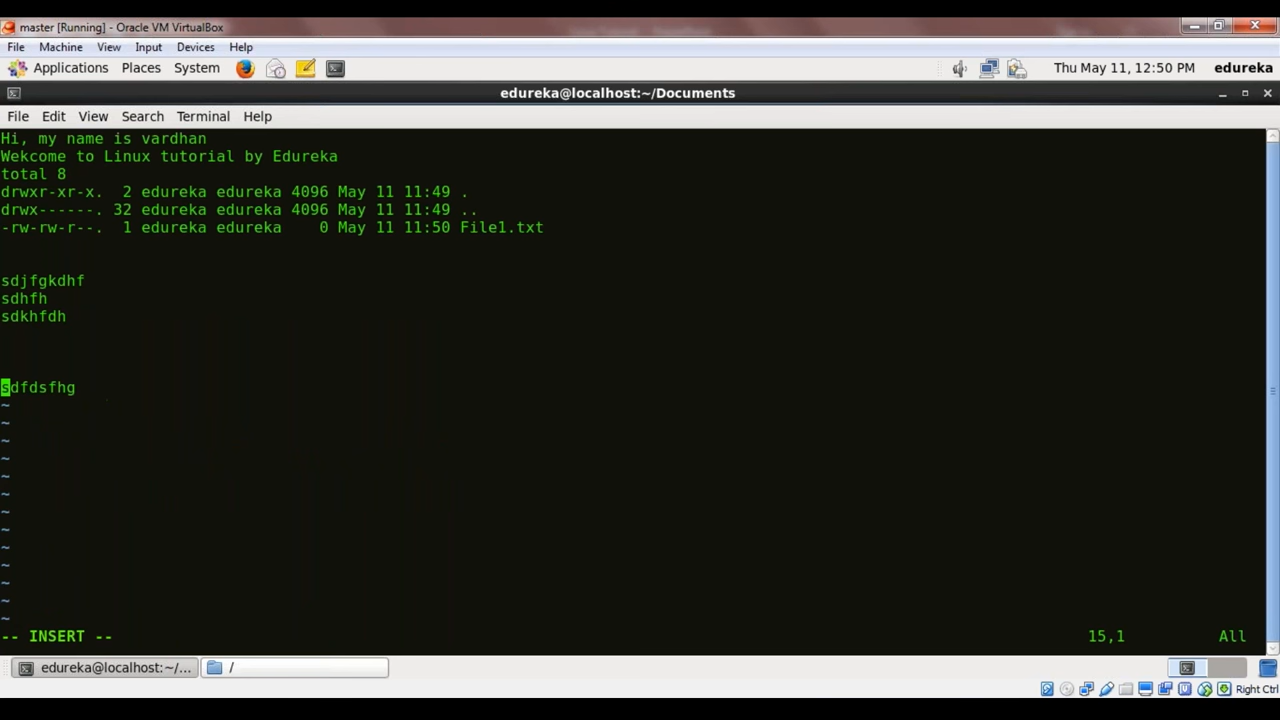 master [Running] - Oracle VM VirtualBox
File Machine View Input Devices Help
Applications Places System Thu May 11, 12:50 PM edureka
edureka@localhost:~/Documents
File Edit View Search Terminal Help
Hi, my name is vardhan
Wekcome to Linux tutorial by Edureka
total 8
drwxr-xr-x. 2 edureka edureka 4096 May 11 11:49 .
drwx------. 32 edureka edureka 4096 May 11 11:49 ..
-rw-rw-r--. 1 edureka edureka 0 May 11 11:50 File1.txt
sdjfgkdhf
sdhfh
sdkhfdh
sdfdsfhg
~
~
~
~
~
~
~
~
~
~
~
~
~
-- INSERT -- 15,1 All
edureka@localhost:~/... /
Right Ctrl